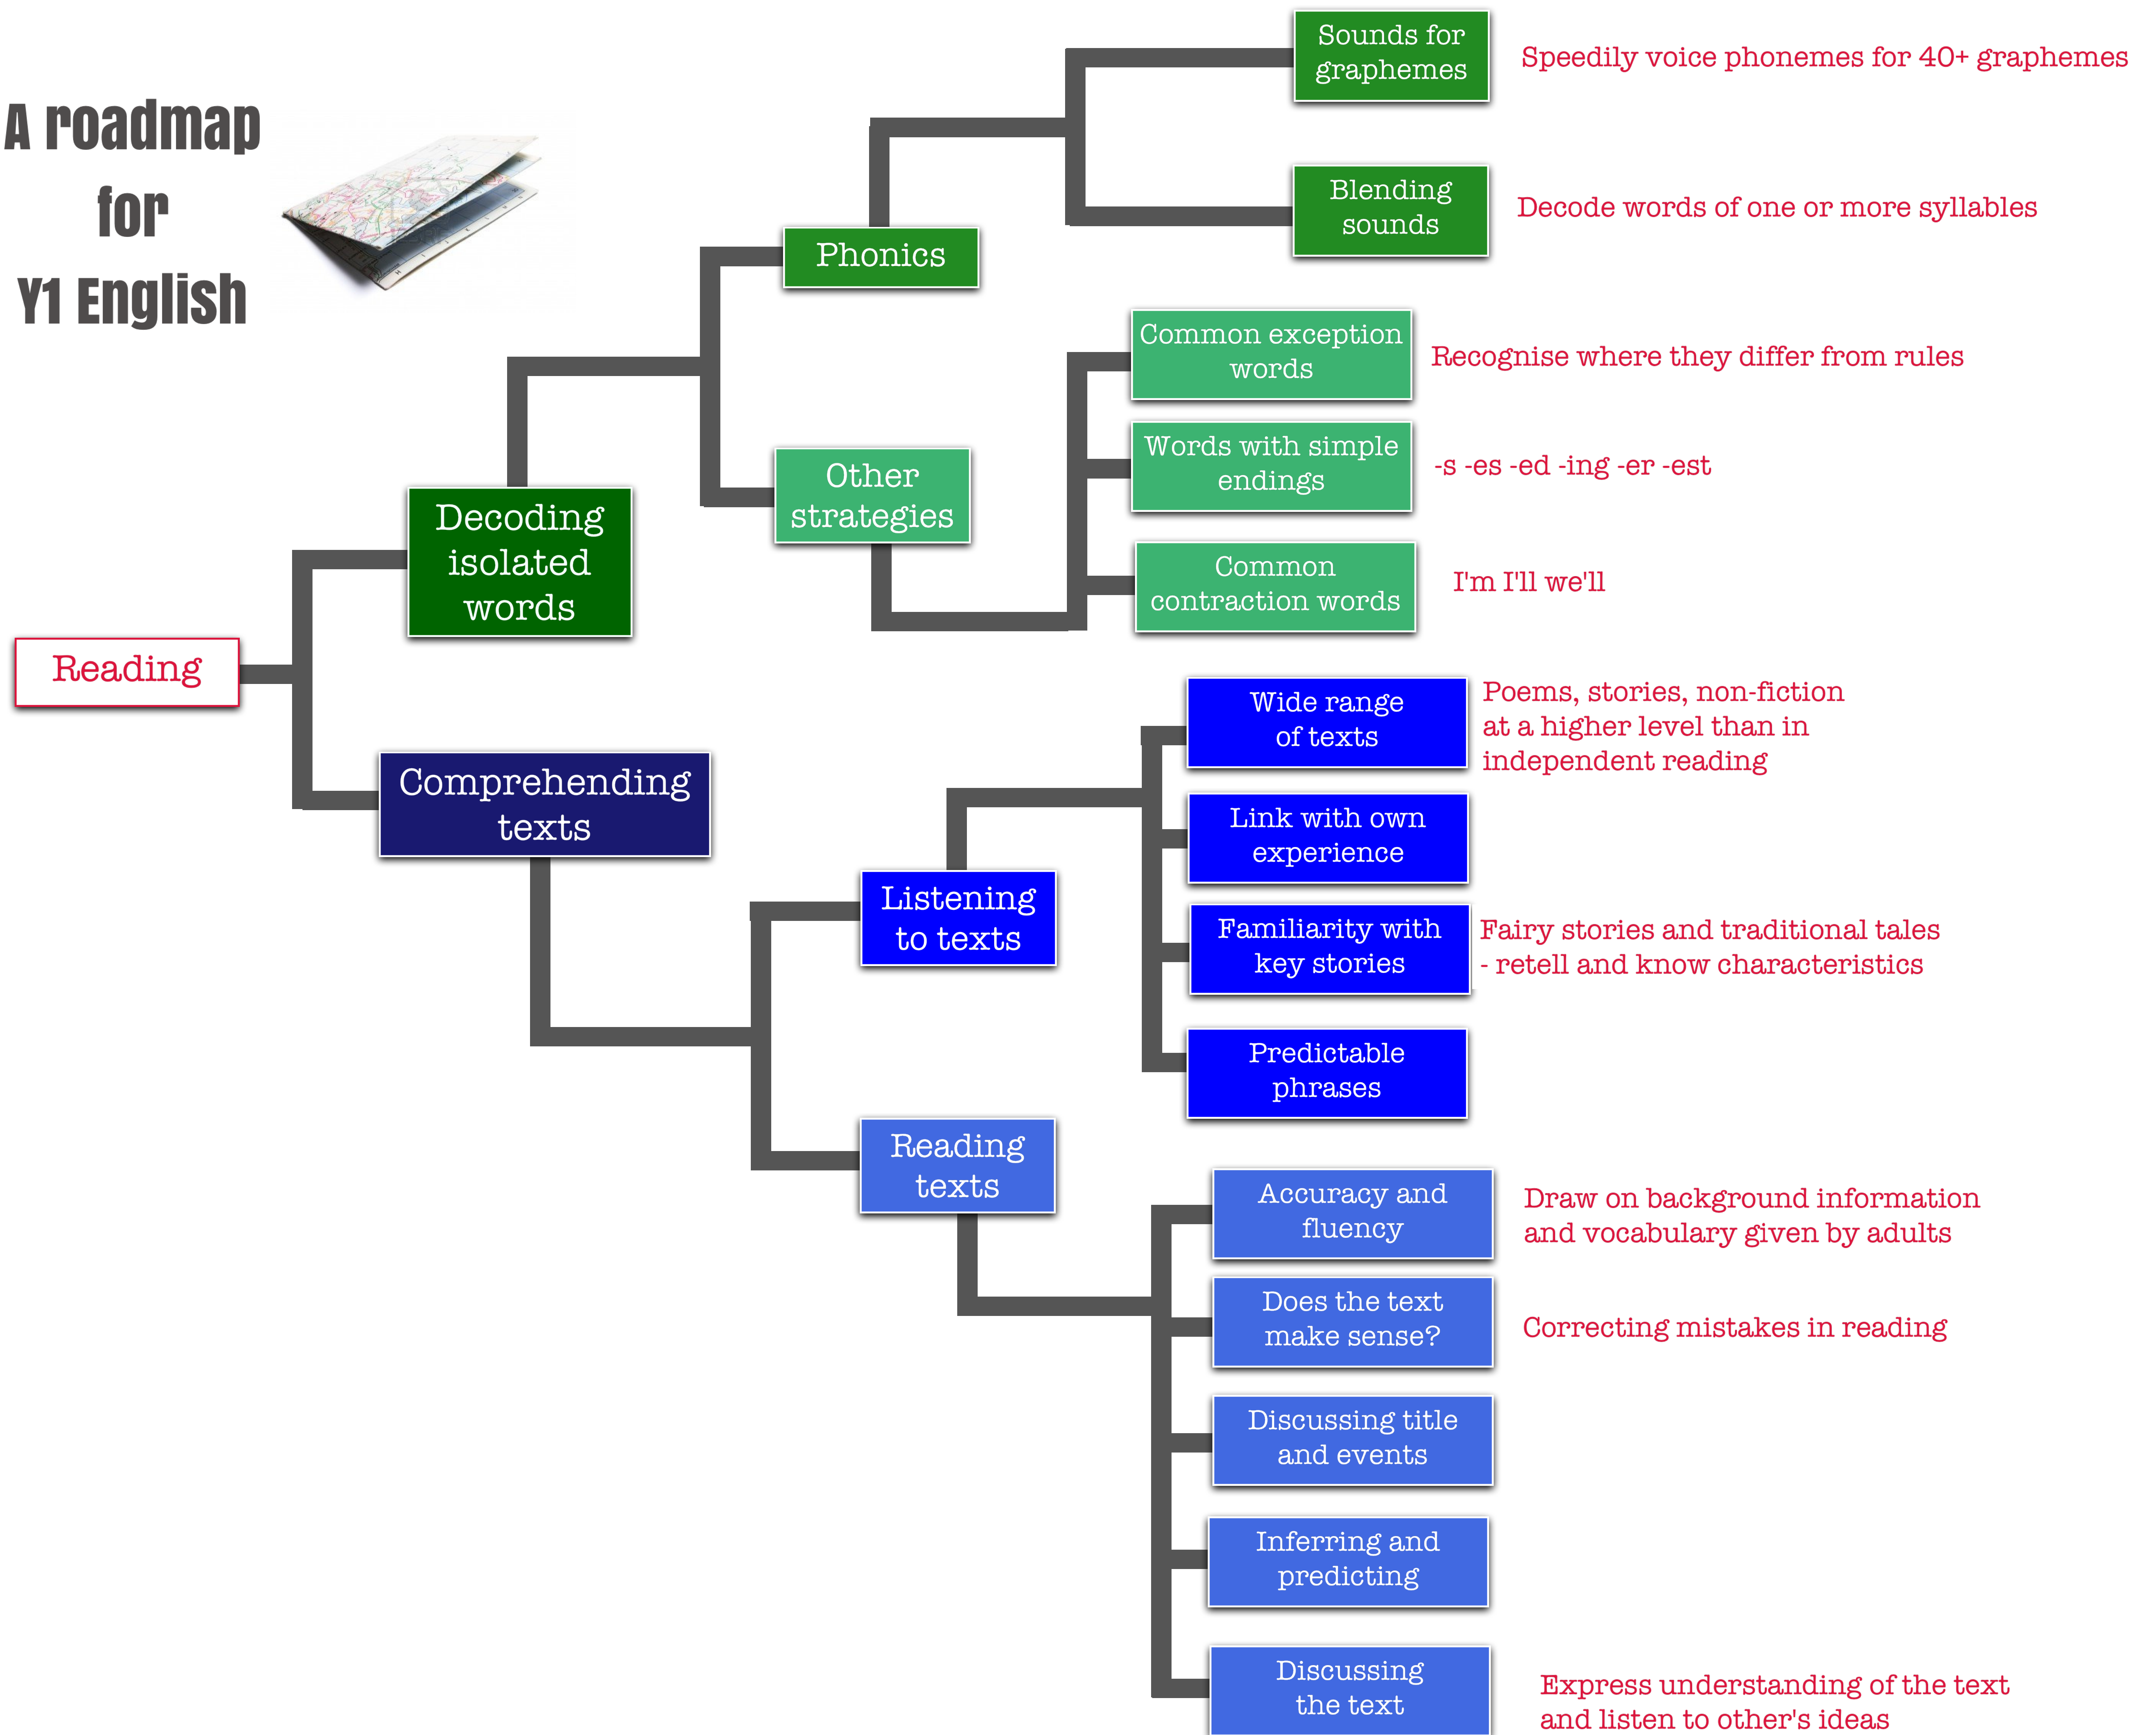 A roadmap
for
Y1 English
Reading
Decoding
isolated
words
Phonics
Sounds for
graphemes
Speedily voice phonemes for 40+ graphemes
Blending
sounds
Decode words of one or more syllables
Other
strategies
Common exception
words
Recognise where they differ from rules
Words with simple
endings
-s -es -ed -ing -er -est
Common
contraction words
I'm I'll we'll
Comprehending
texts
Listening
to texts
Wide range
of texts
Poems, stories, non-fiction
at a higher level than in
independent reading
Link with own
experience
Familiarity with
key stories
Fairy stories and traditional tales
- retell and know characteristics
Predictable
phrases
Reading
texts
Accuracy and
fluency
Draw on background information
and vocabulary given by adults
Does the text
make sense?
Correcting mistakes in reading
Discussing title
and events
Inferring and
predicting
Discussing
the text
Express understanding of the text
and listen to other's ideas